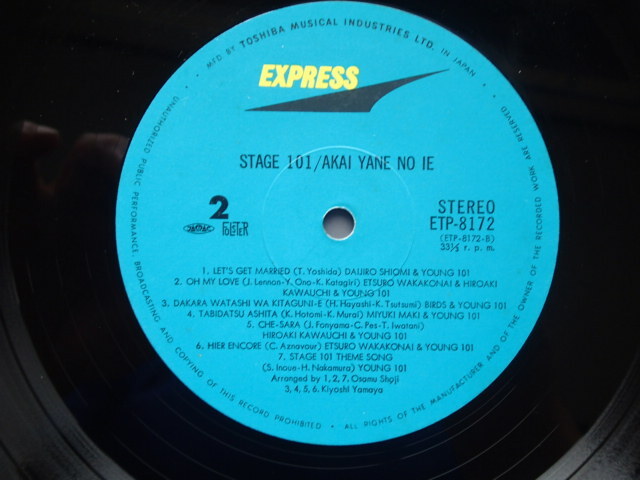 MFD BY TOSHIBA MUSICAL INDUSTRIES LTD. IN JAPAN • ALL RIGHTS OF THE MANUFACTURER AND OF THE OWNER OF THE RECORDED WORK ARE RESERVED
UNAUTHORIZED PUBLIC PERFORMANCE, BROADCASTING AND COPYING OF THIS RECORD PROHIBITED •
EXPRESS
STAGE 101/AKAI YANE NO IE
2
STEREO
ETP-8172
(ETP-8172-B)
33⅓ r. p. m.
1. LET'S GET MARRIED (T. Yoshida) DAIJIRO SHIOMI & YOUNG 101
2. OH MY LOVE (J. Lennon-Y. Ono-K. Katagiri) ETSURO WAKAKONAI & HIROAKI
KAWAUCHI & YOUNG 101
3. DAKARA WATASHI WA KITAGUNI-E (H. Hayashi-K. Tsutsumi) BIRDS & YOUNG 101
4. TABIDATSU ASHITA (K. Hotomi-K. Murai) MIYUKI MAKI & YOUNG 101
5. CHE-SARA (J. Fonyama-C. Pes-T. Iwatani)
HIROAKI KAWAUCHI & YOUNG 101
6. HIER ENCORE (C. Aznavour) ETSURO WAKAKONAI & YOUNG 101
7. STAGE 101 THEME SONG
(S. Inoue-H. Nakamura) YOUNG 101
Arranged by 1, 2, 7. Osamu Shoji
3, 4, 5, 6. Kiyoshi Yamaya